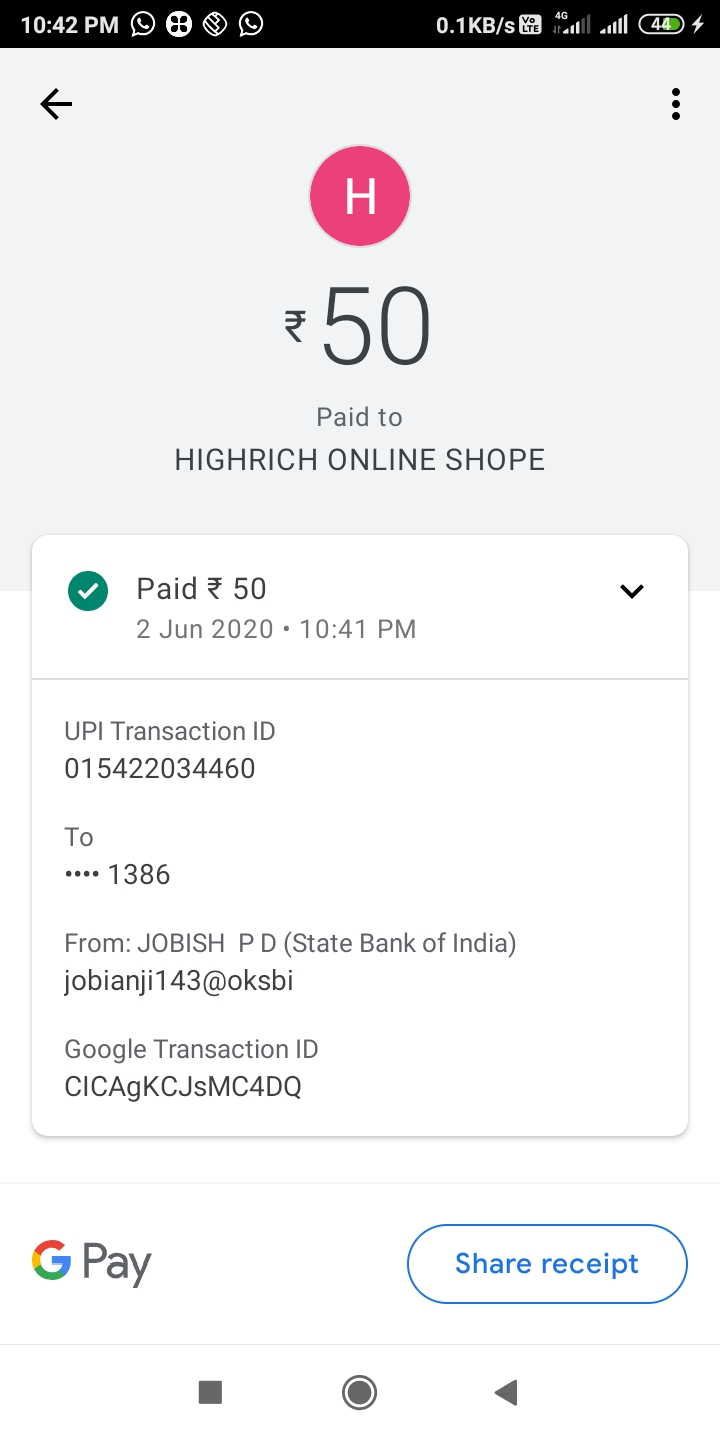 10:42 PM 0.1KB/s Vo LTE 4G 44
H
₹50
Paid to
HIGHRICH ONLINE SHOPE
Paid ₹ 50
2 Jun 2020 • 10:41 PM
UPI Transaction ID
015422034460
To
•••• 1386
From: JOBISH  P D (State Bank of India)
jobianji143@oksbi
Google Transaction ID
CICAgKCJsMC4DQ
G Pay
Share receipt